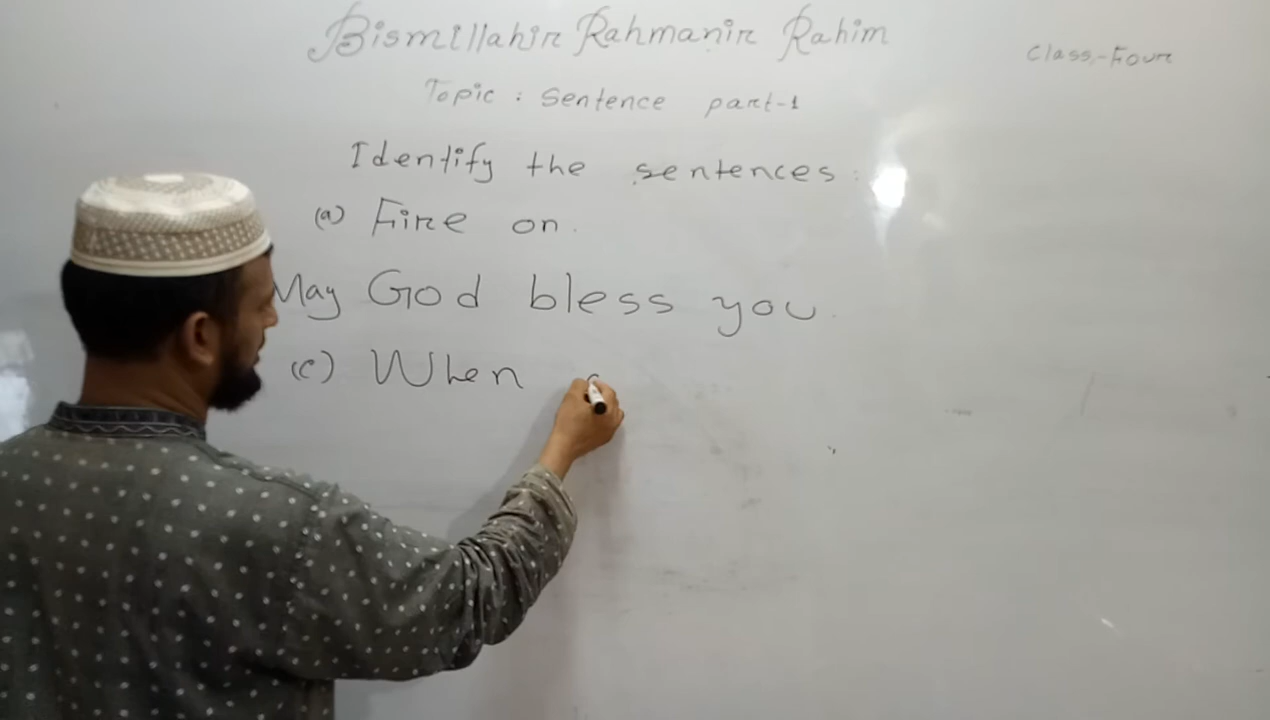 Bismillahir Rahmanir Rahim
Class-Four
Topic : Sentence part-1
Identify the sentences :
(a) Fire on.
May God bless you.
(c) When